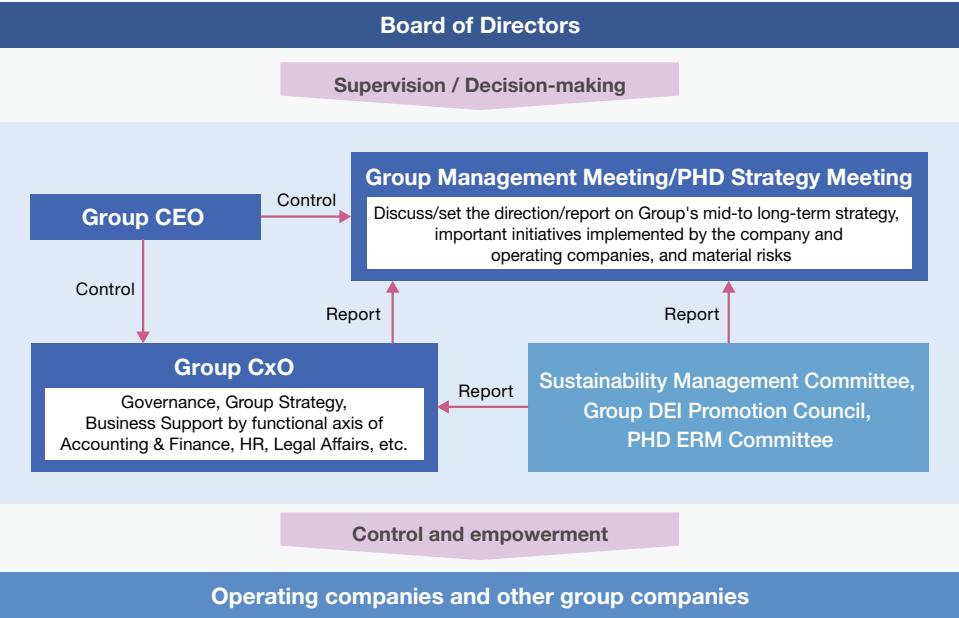 Board of Directors
Supervision / Decision-making
Group Management Meeting/PHD Strategy Meeting
Discuss/set the direction/report on Group's mid-to long-term strategy,
important initiatives implemented by the company and
operating companies, and material risks
Group CEO
Control
Control
Report
Report
Group CxO
Governance, Group Strategy,
Business Support by functional axis of
Accounting & Finance, HR, Legal Affairs, etc.
Report
Sustainability Management Committee,
Group DEI Promotion Council,
PHD ERM Committee
Control and empowerment
Operating companies and other group companies